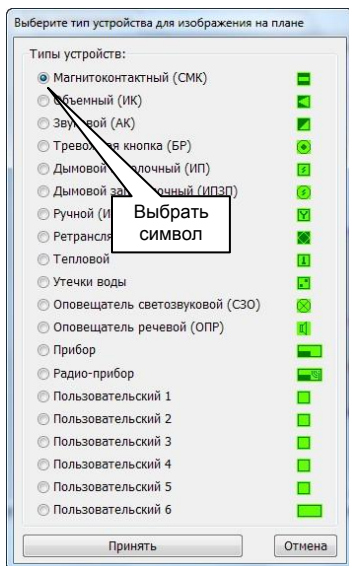 Выберите тип устройства для изображения на плане
Типы устройств:
Магнитоконтактный (СМК)
(ИК)
(АК)
кнопка (БР)
Дымовой (ИП)
Дымовой (ИПЗП)
Ручной
Выбрать
символ
Тепловой
Утечки воды
Оповещатель светозвуковой (СЗО)
Оповещатель речевой (ОПР)
Прибор
Радио-прибор
Пользовательский 1
Пользовательский 2
Пользовательский 3
Пользовательский 4
Пользовательский 5
Пользовательский 6
Принять Отмена